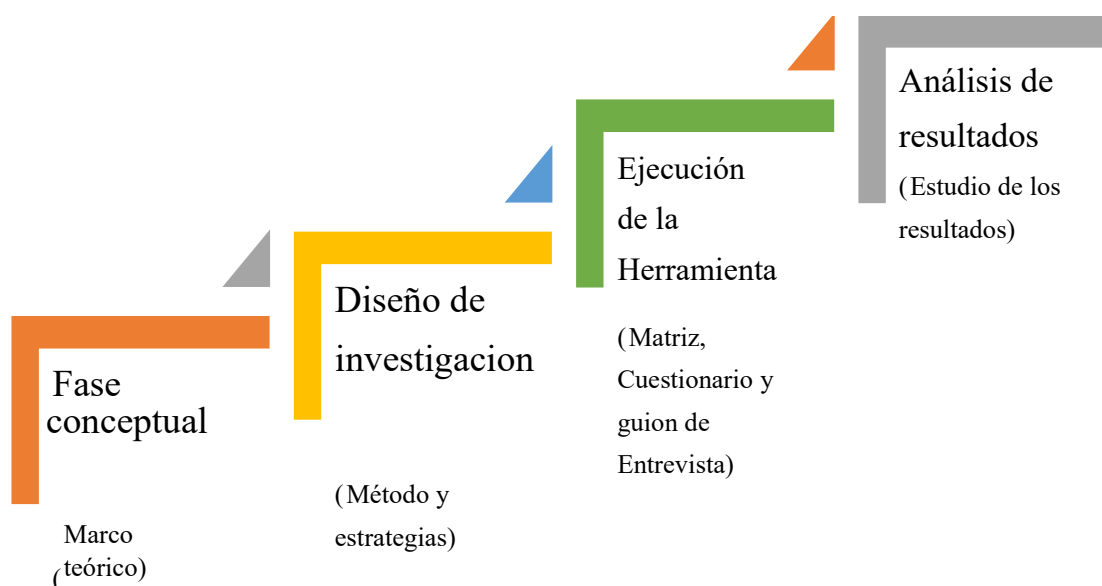 Fase
conceptual
Marco
(teórico)
Diseño de
investigacion
(Método y
estrategias)
Ejecución
de la
Herramienta
(Matriz,
Cuestionario y
guion de
Entrevista)
Análisis de
resultados
(Estudio de los
resultados)